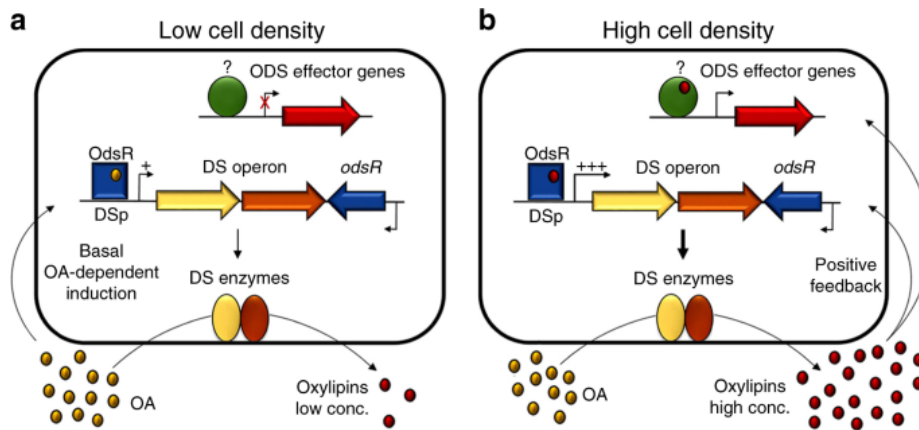 a
Low cell density
?
ODS effector genes
OdsR
+
DS operon
odsR
DSp
Basal
OA-dependent
induction
DS enzymes
OA
Oxylipins
low conc.
b
High cell density
?
ODS effector genes
OdsR
+++
DS operon
odsR
DSp
Positive
feedback
DS enzymes
OA
Oxylipins
high conc.